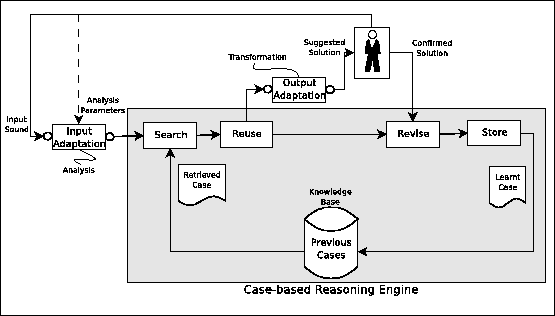 Suggested
Solution
Confirmed
Solution
Transformation
Output
Adaptation
Input
Sound
Analysis
Parameters
Input
Adaptation
Analysis
Search
Reuse
Revise
Store
Retrieved
Case
Learnt
Case
Knowledge
Base
Previous
Cases
Case-based Reasoning Engine